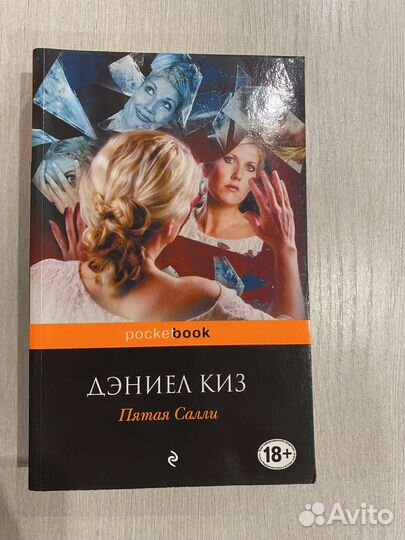 pocketbook
ДЭНИЕЛ КИЗ
Пятая Салли
18+
Avito